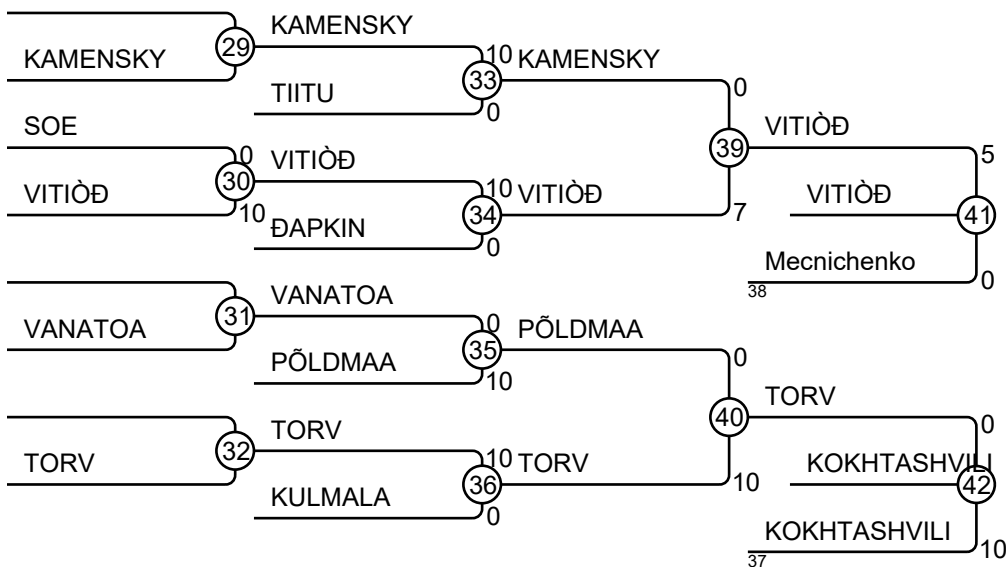 KAMENSKY
29
KAMENSKY
10
33
KAMENSKY
0
TIITU
0
SOE
0
30
VITIÒÐ
10
VITIÒÐ
10
34
VITIÒÐ
7
ÐAPKIN
0
39
VITIÒÐ
5
VITIÒÐ
41
Mecnichenko
38
0
31
VANATOA
VANATOA
0
35
PÕLDMAA
0
PÕLDMAA
10
40
TORV
0
32
TORV
TORV
10
36
TORV
10
KULMALA
0
KOKHTASHVILI
42
KOKHTASHVILI
37
10